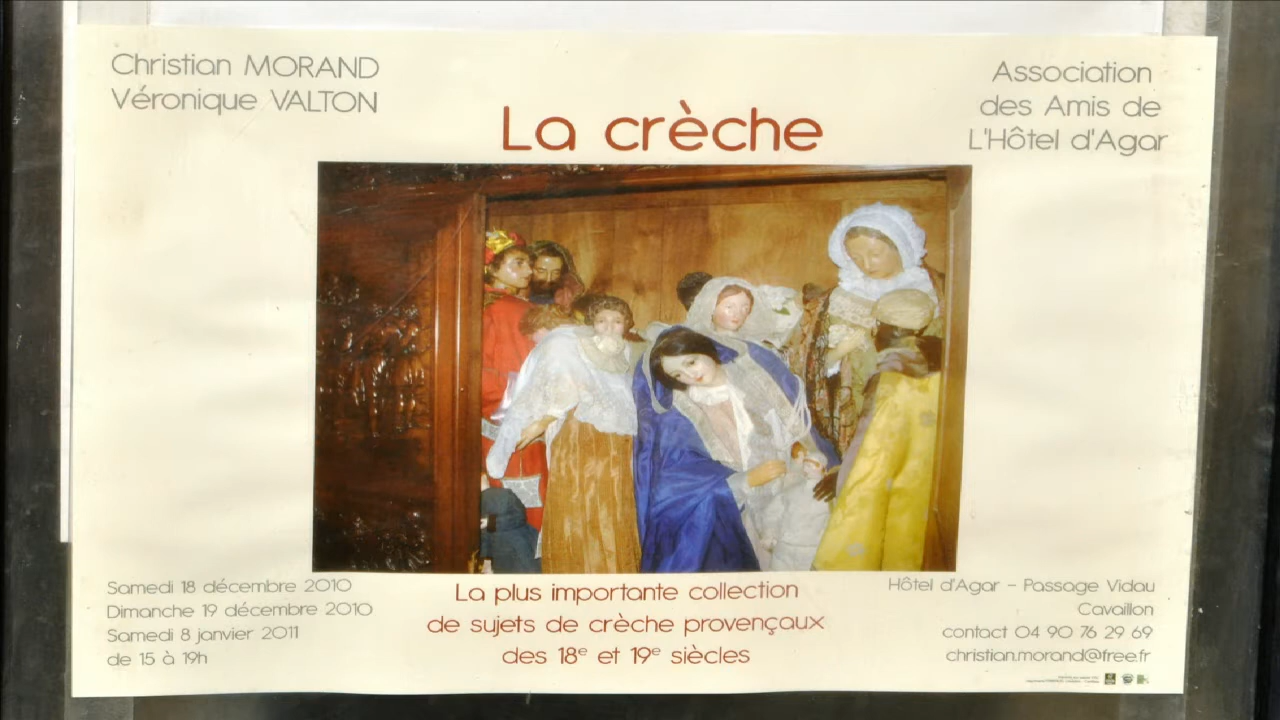 Christian MORAND
Véronique VALTON
Association
des Amis de
L'Hôtel d'Agar
La crèche
Samedi 18 décembre 2010
Dimanche 19 décembre 2010
Samedi 8 janvier 2011
de 15 à 19h
La plus importante collection
de sujets de crèche provençaux
des 18e et 19e siècles
Hôtel d'Agar - Passage Vidau
Cavaillon
contact 04 90 76 29 69
christian.morand@free.fr